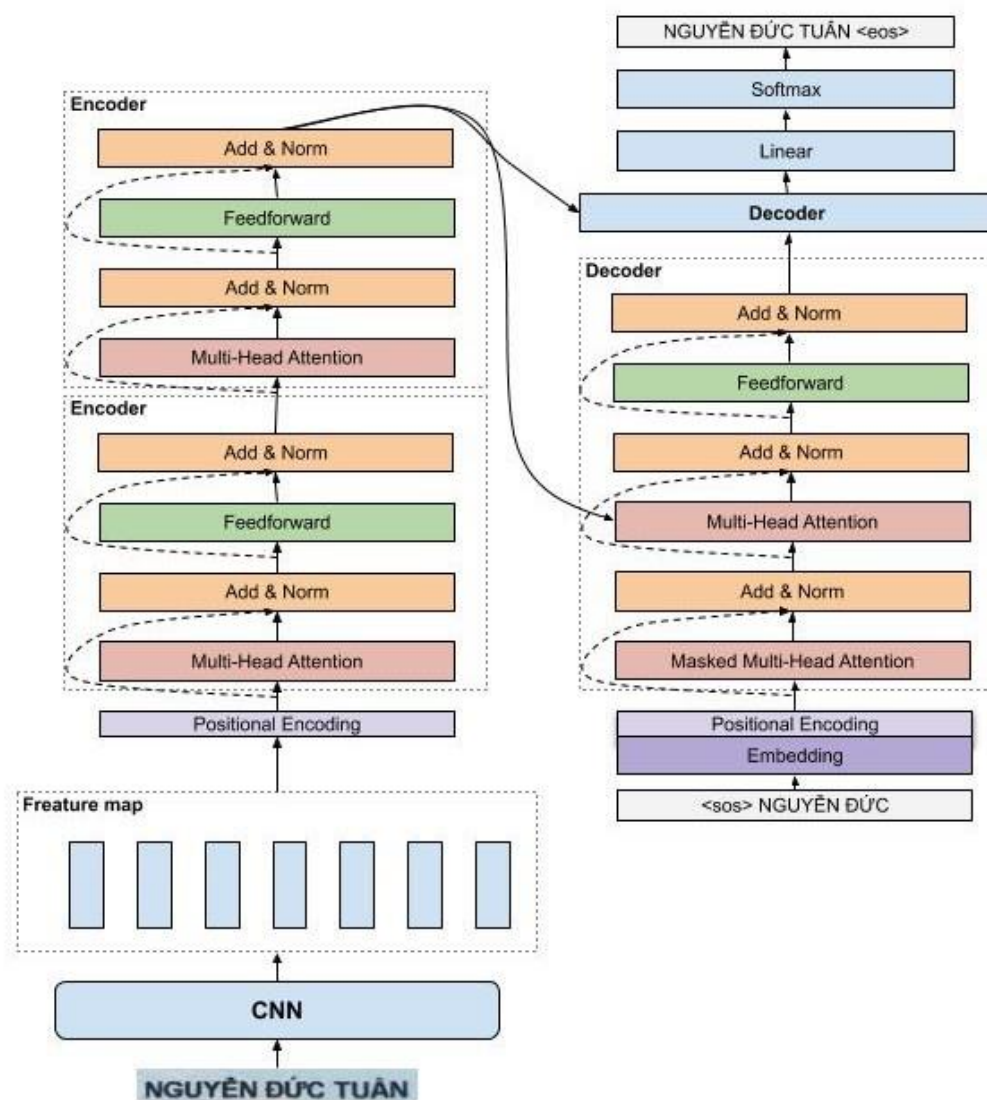 NGUYỄN ĐỨC TUÂN <eos>
Softmax
Linear
Decoder
Decoder
Add & Norm
Feedforward
Add & Norm
Multi-Head Attention
Add & Norm
Masked Multi-Head Attention
Positional Encoding
Embedding
<sos> NGUYỄN ĐỨC
Encoder
Add & Norm
Feedforward
Add & Norm
Multi-Head Attention
Encoder
Add & Norm
Feedforward
Add & Norm
Multi-Head Attention
Positional Encoding
Freature map
CNN
NGUYỄN ĐỨC TUÂN